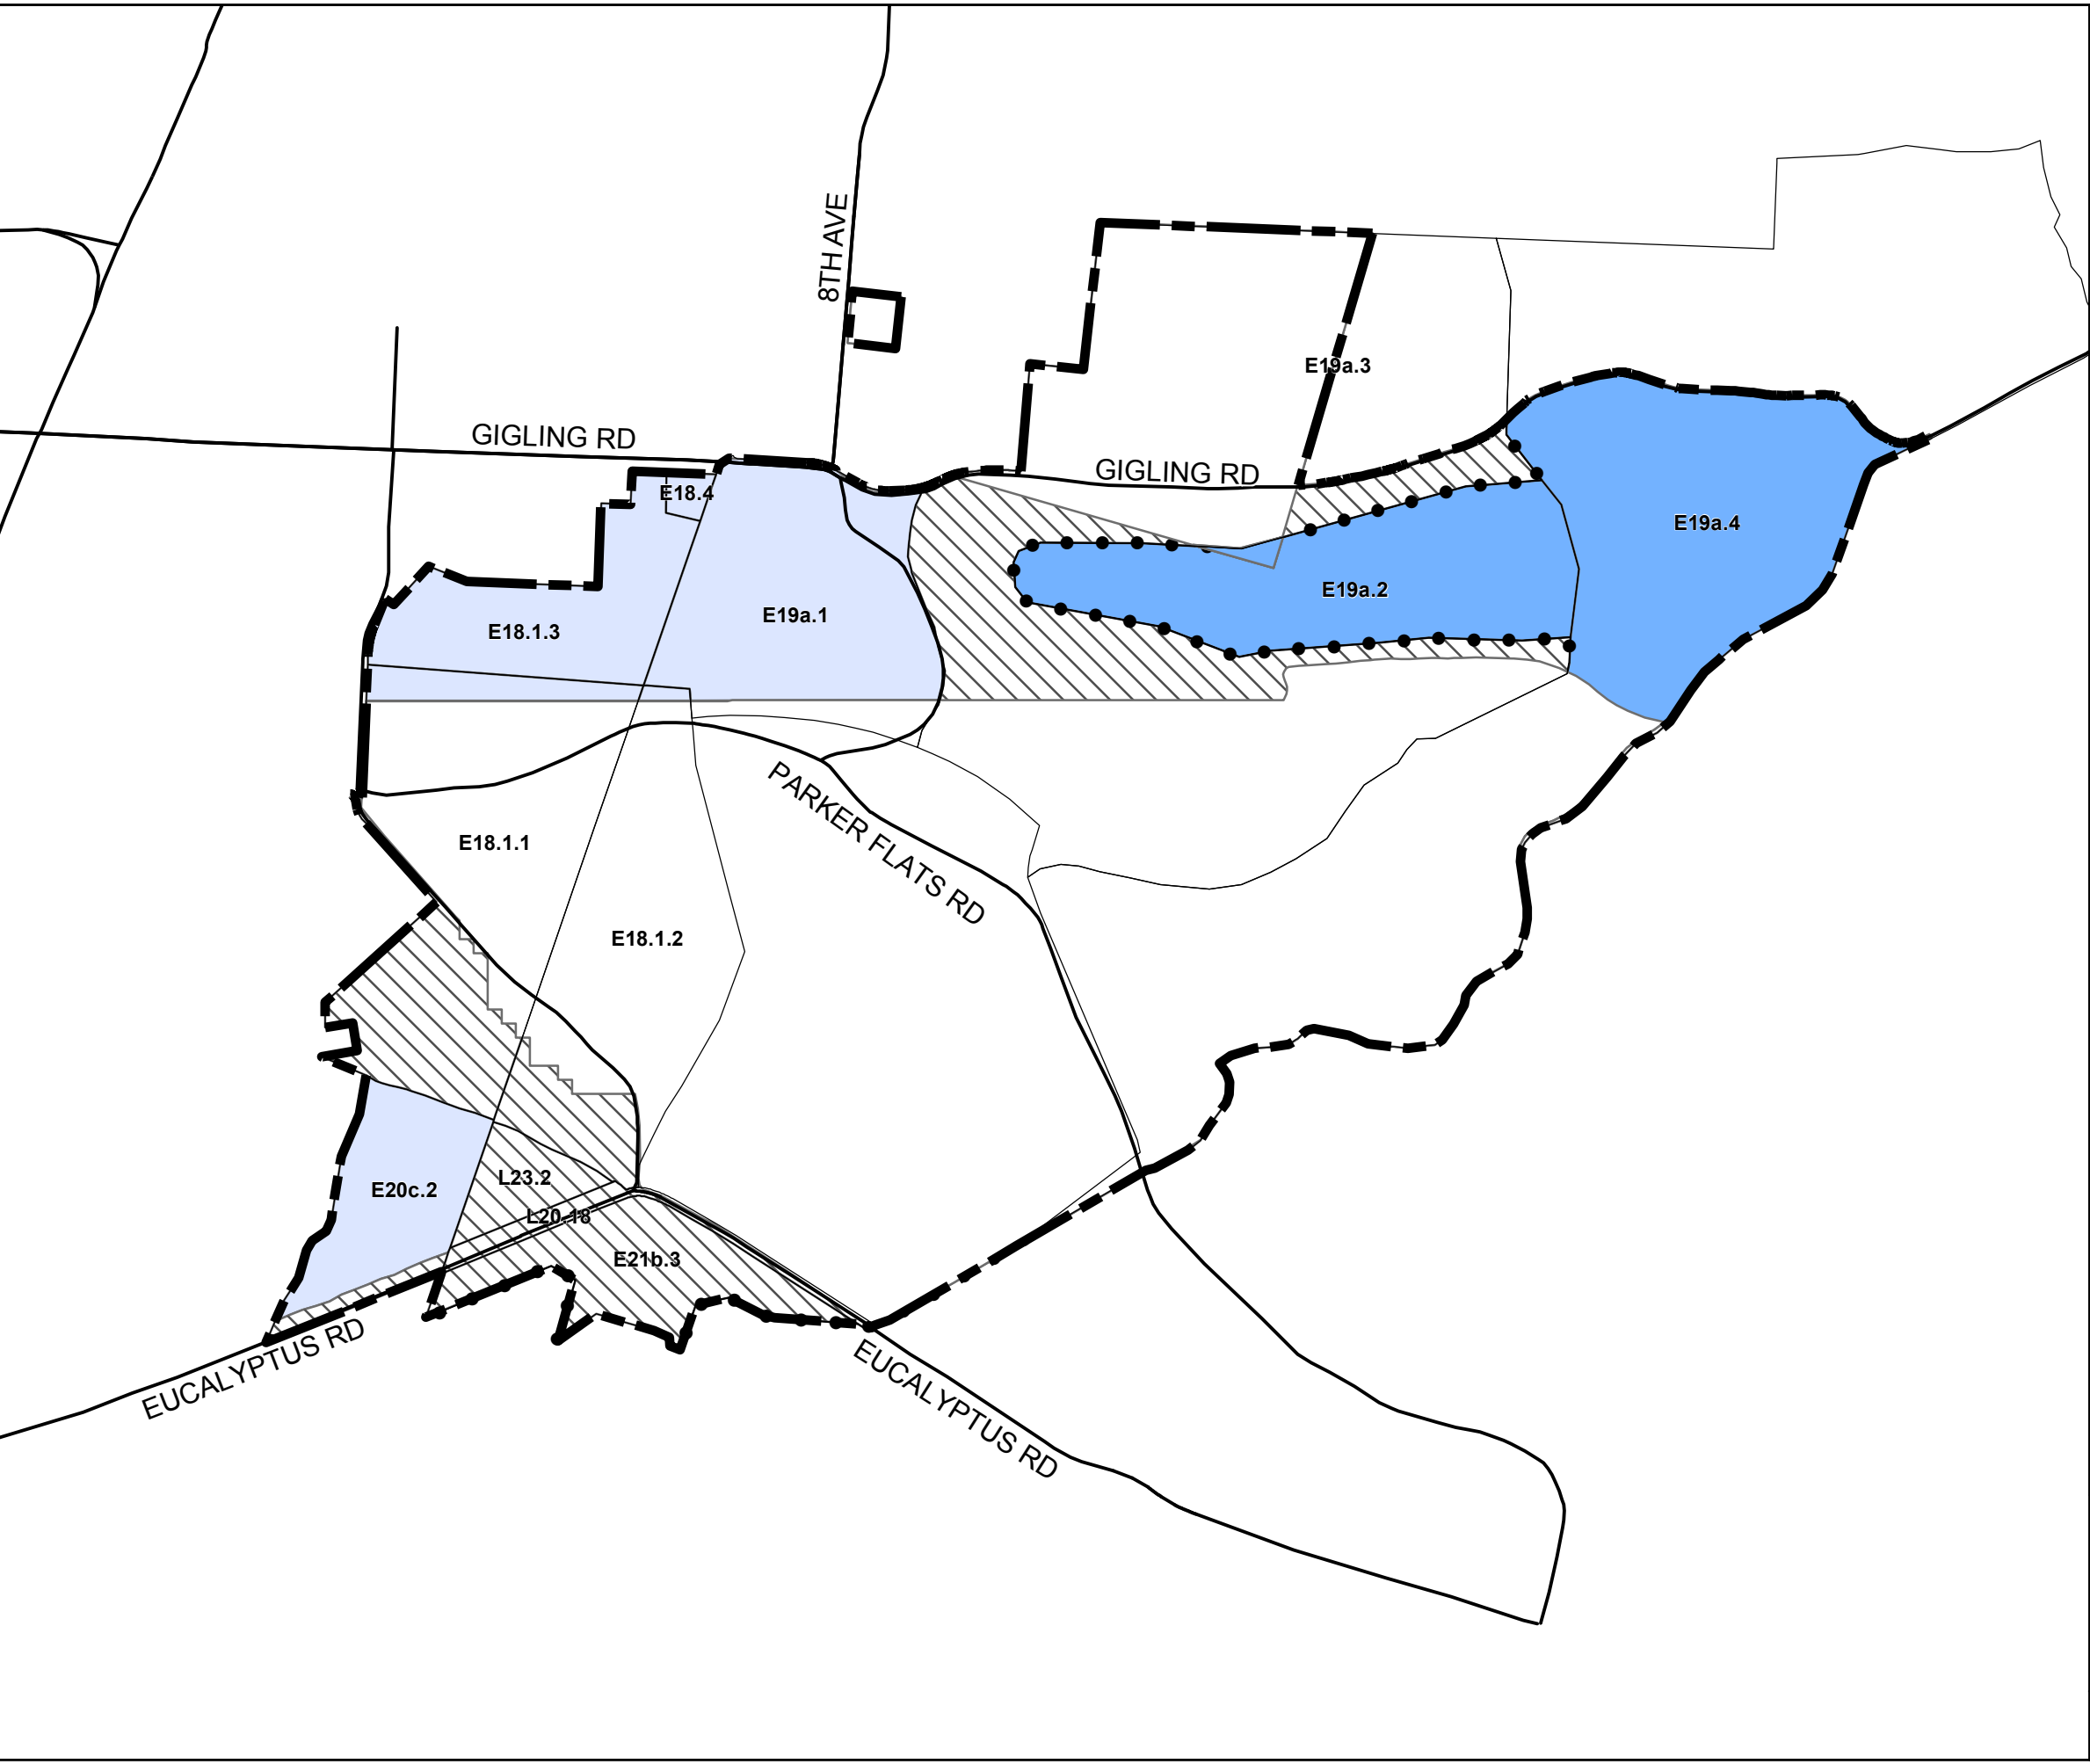 8TH AVE
E19a.3
GIGLING RD
GIGLING RD
E18.4
E19a.4
E19a.2
E19a.1
E18.1.3
PARKER FLATS RD
E18.1.1
E18.1.2
L23.2
E20c.2
L20.18
E21b.3
EUCALYPTUS RD
EUCALYPTUS RD